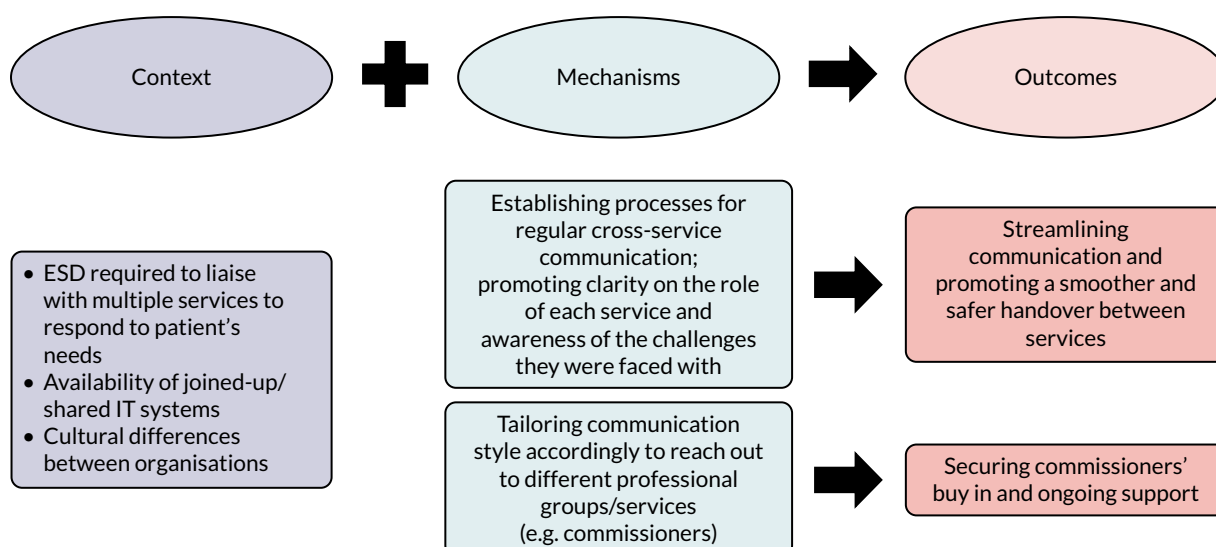 Context
Mechanisms
Outcomes
• ESD required to liaise
with multiple services to
respond to patient’s
needs
• Availability of joined-up/
shared IT systems
• Cultural differences
between organisations
Establishing processes for
regular cross-service
communication;
promoting clarity on the role
of each service and
awareness of the challenges
they were faced with
Streamlining
communication and
promoting a smoother and
safer handover between
services
Tailoring communication
style accordingly to reach out
to different professional
groups/services
(e.g. commissioners)
Securing commissioners’
buy in and ongoing support